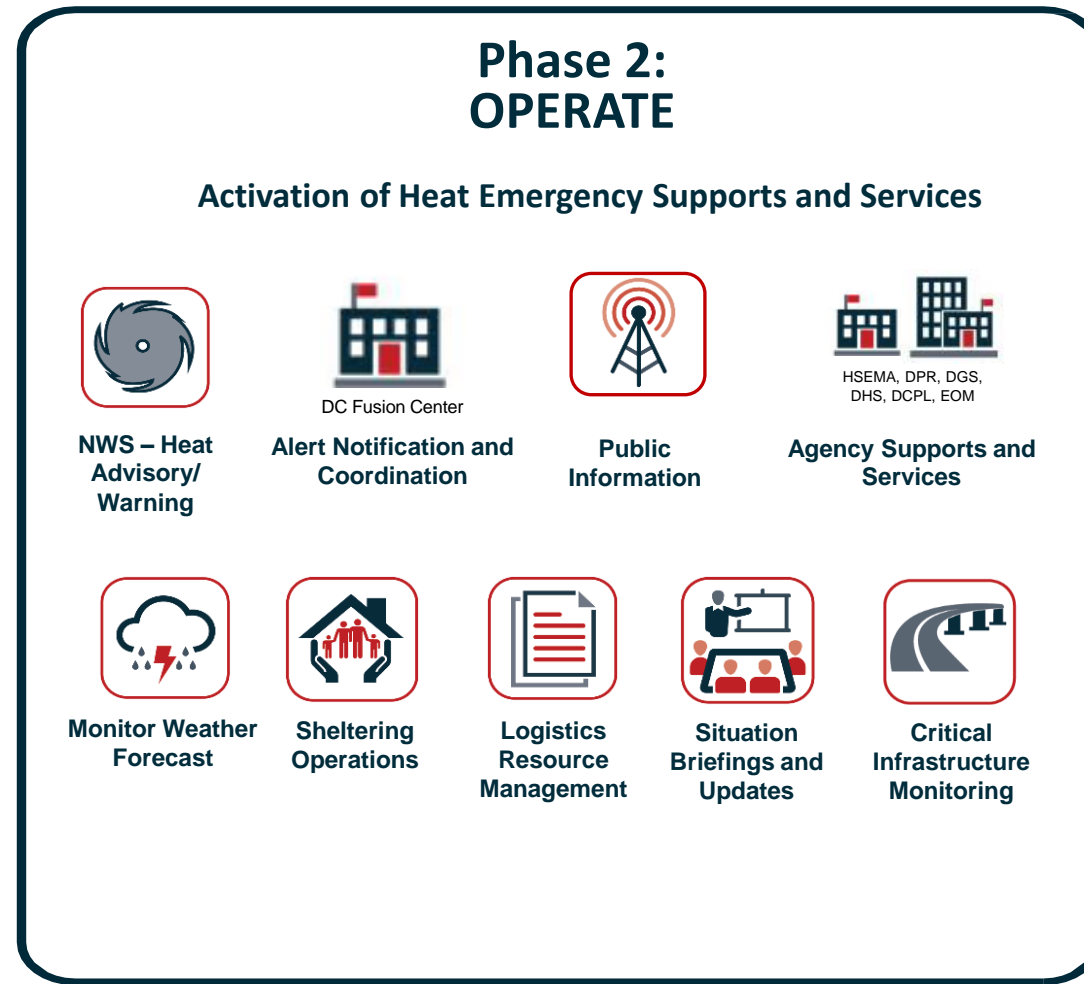 Phase 2:
OPERATE
Activation of Heat Emergency Supports and Services
NWS – Heat
Advisory/
Warning
DC Fusion Center
Alert Notification and
Coordination
Public
Information
HSEMA, DPR, DGS,
DHS, DCPL, EOM
Agency Supports and
Services
Monitor Weather
Forecast
Sheltering
Operations
Logistics
Resource
Management
Situation
Briefings and
Updates
Critical
Infrastructure
Monitoring